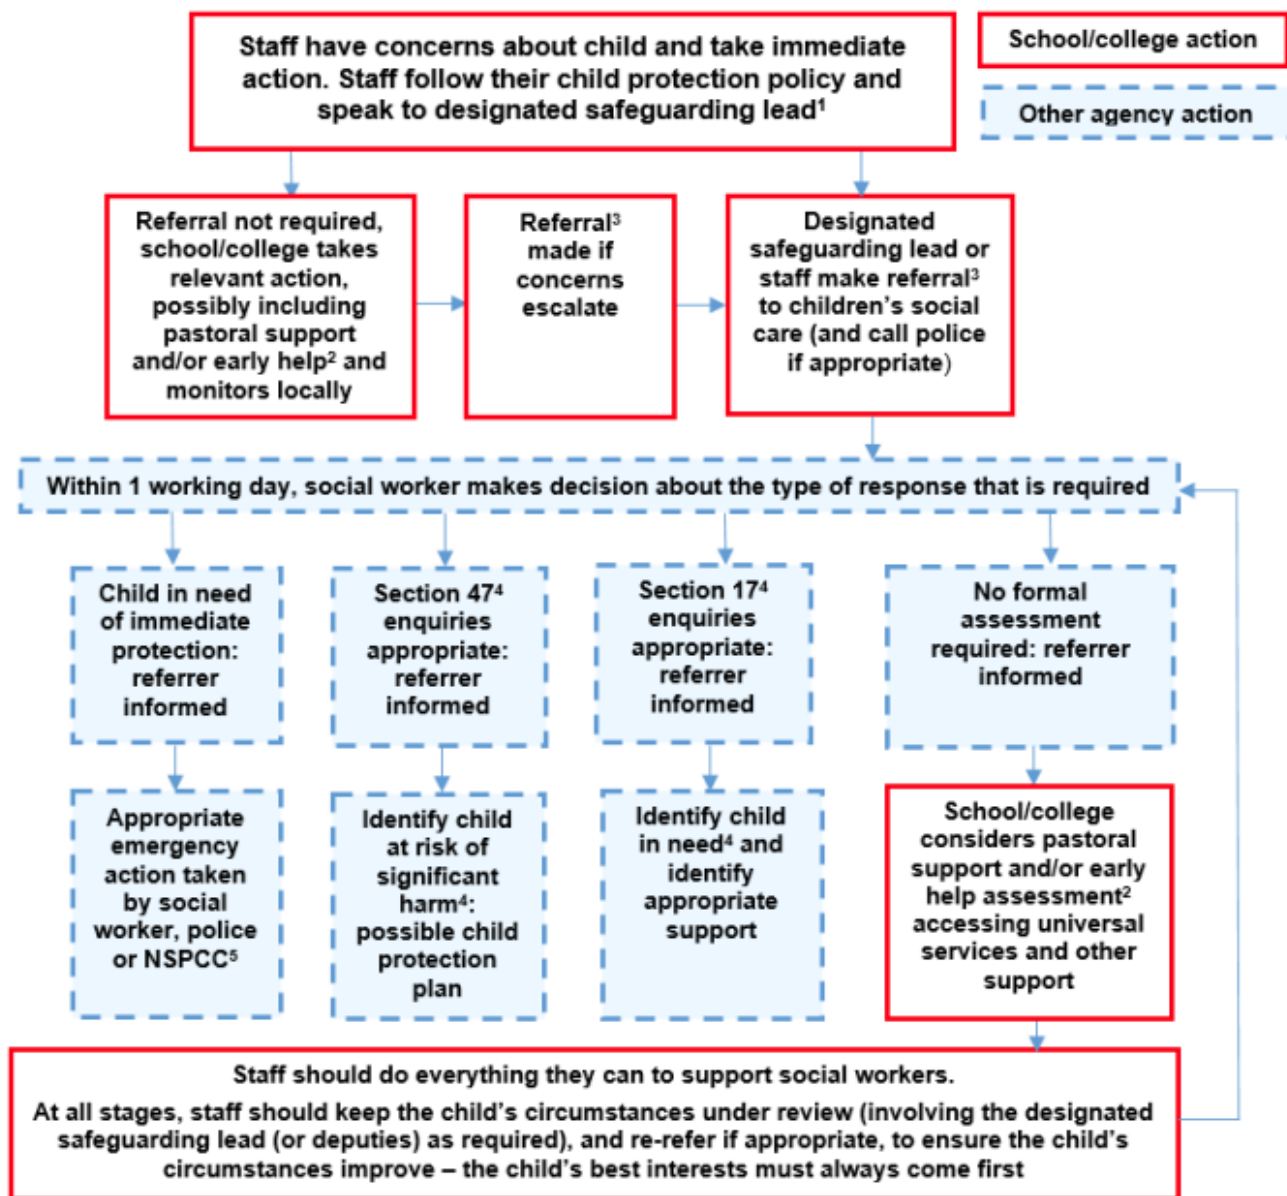 Staff have concerns about child and take immediate
action. Staff follow their child protection policy and
speak to designated safeguarding lead¹
School/college action
Other agency action
Referral not required,
school/college takes
relevant action,
possibly including
pastoral support
and/or early help² and
monitors locally
Referral³
made if
concerns
escalate
Designated
safeguarding lead or
staff make referral³
to children’s social
care (and call police
if appropriate)
Within 1 working day, social worker makes decision about the type of response that is required
Child in need
of immediate
protection:
referrer
informed
Section 47⁴
enquiries
appropriate:
referrer
informed
Section 17⁴
enquiries
appropriate:
referrer
informed
No formal
assessment
required: referrer
informed
Appropriate
emergency
action taken
by social
worker, police
or NSPCC⁵
Identify child
at risk of
significant
harm⁴:
possible child
protection
plan
Identify child
in need⁴ and
identify
appropriate
support
School/college
considers pastoral
support and/or early
help assessment²
accessing universal
services and other
support
Staff should do everything they can to support social workers.
At all stages, staff should keep the child’s circumstances under review (involving the designated
safeguarding lead (or deputies) as required), and re-refer if appropriate, to ensure the child’s
circumstances improve – the child’s best interests must always come first